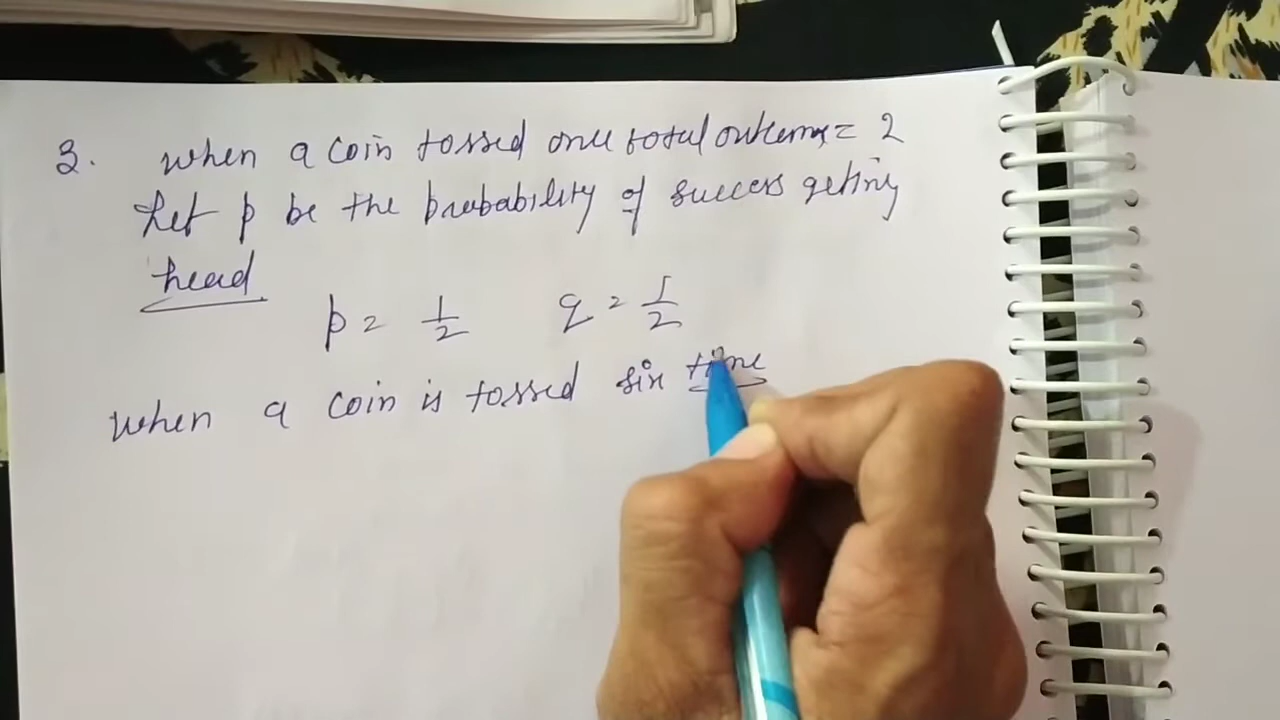 3. when a coin tossed once total outcomes = 2
Let p be the probability of success geting
head
p = 1/2 q = 1/2
when a coin is tossed six time